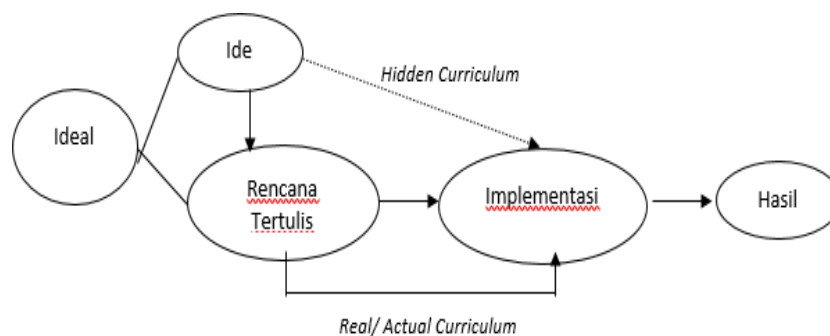 Ide
Hidden Curriculum
Ideal
Rencana
Tertulis
Implementasi
Hasil
Real/ Actual Curriculum